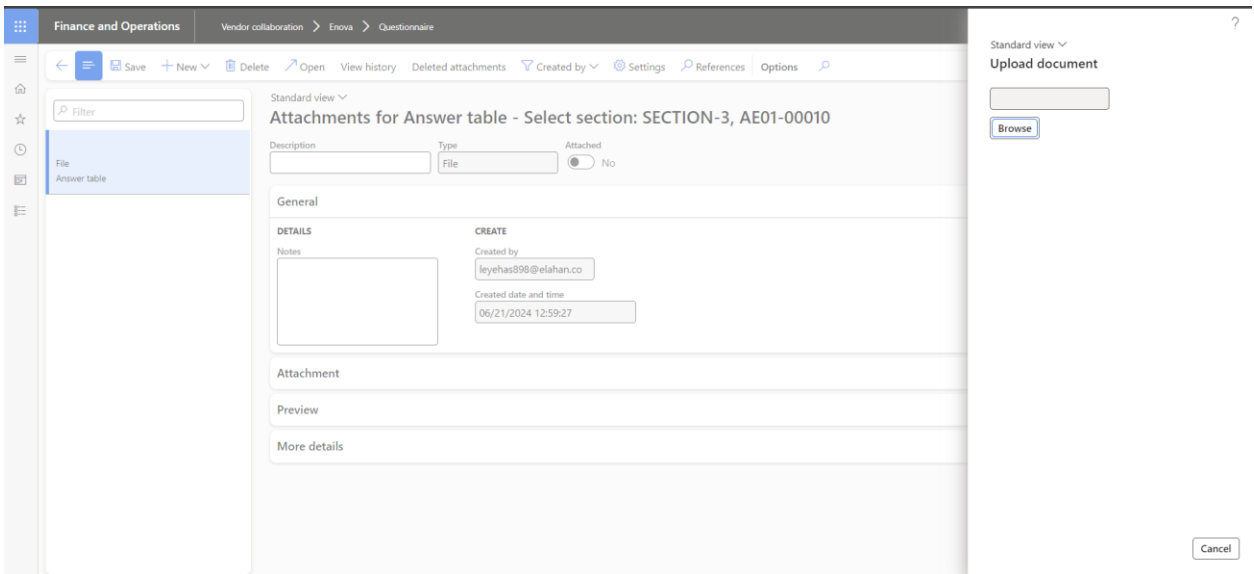 Finance and Operations
Vendor collaboration > Enova > Questionnaire
Save New Delete Open View history Deleted attachments Created by Settings References Options
Filter
File
Answer table
Standard view
Attachments for Answer table - Select section: SECTION-3, AE01-00010
Description Type Attached
File No
General
DETAILS CREATE
Notes Created by
leyehas898@elahan.co
Created date and time
06/21/2024 12:59:27
Attachment
Preview
More details
?
Standard view
Upload document
Browse
Cancel